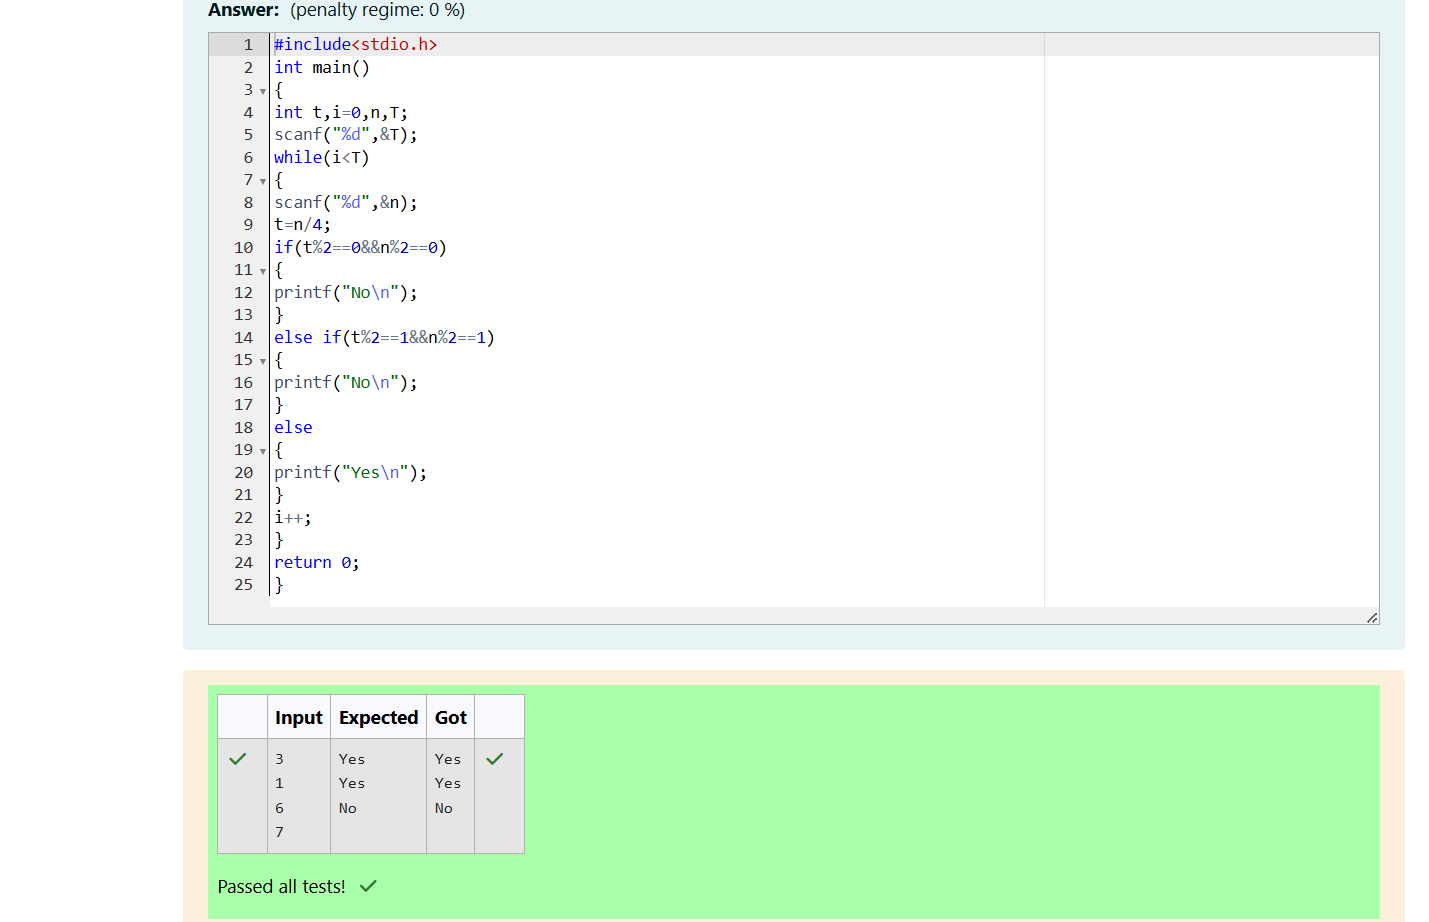 Answer: (penalty regime: 0 %)
1 #include<stdio.h>
2 int main()
3 {
4 int t,i=0,n,T;
5 scanf("%d",&T);
6 while(i<T)
7 {
8 scanf("%d",&n);
9 t=n/4;
10 if(t%2==0&&n%2==0)
11 {
12 printf("No\n");
13 }
14 else if(t%2==1&&n%2==1)
15 {
16 printf("No\n");
17 }
18 else
19 {
20 printf("Yes\n");
21 }
22 i++;
23 }
24 return 0;
25 }
Input Expected Got
3 Yes Yes
1 Yes Yes
6 No No
7
Passed all tests!